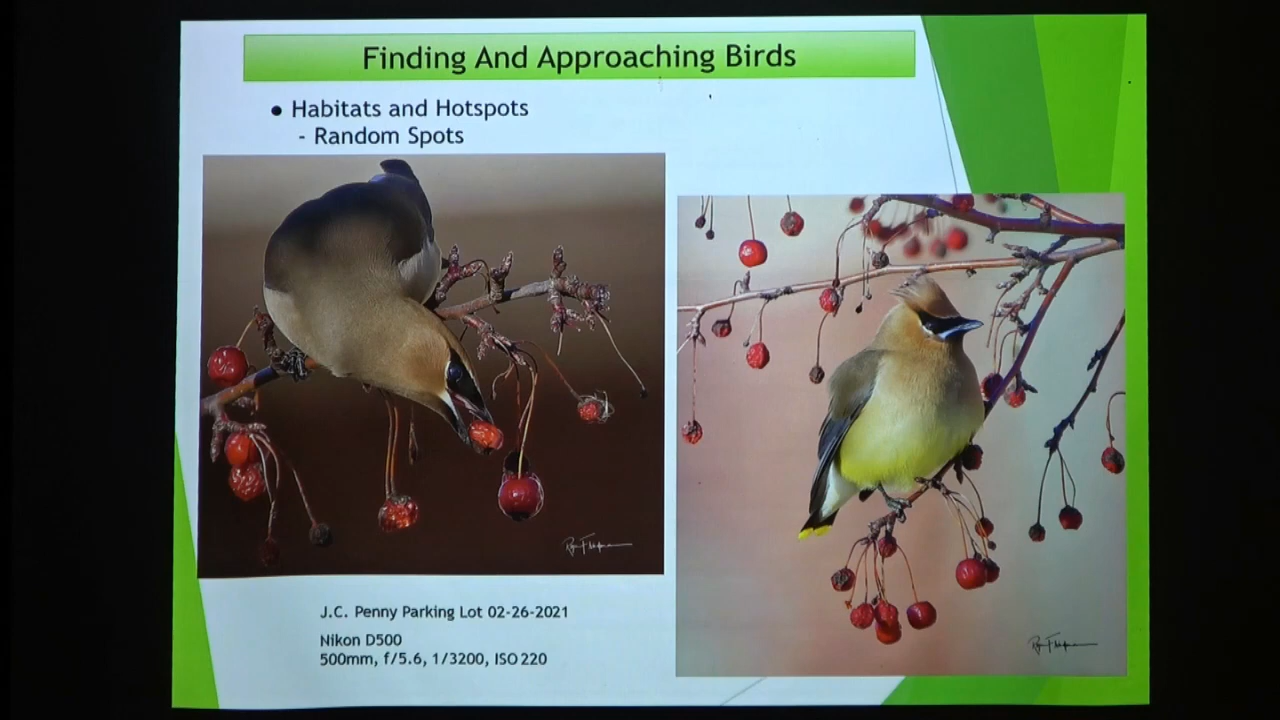 Finding And Approaching Birds
● Habitats and Hotspots
- Random Spots
J.C. Penny Parking Lot 02-26-2021
Nikon D500
500mm, f/5.6, 1/3200, ISO 220